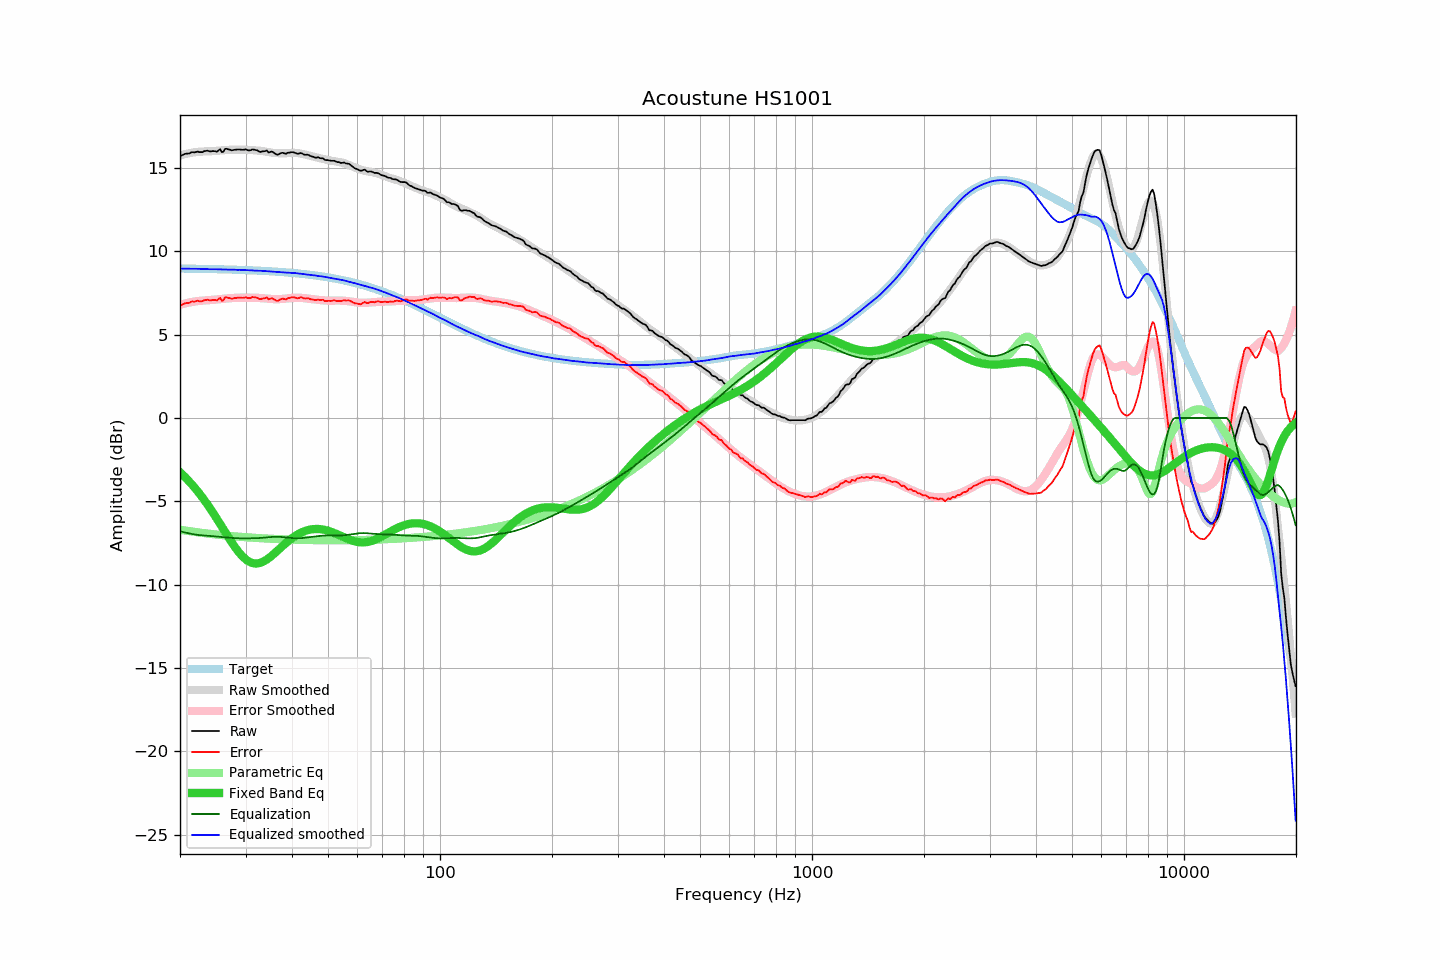 Acoustune HS1001
Amplitude (dBr)
15
10
5
0
−5
−10
−15
−20
−25
Target
Raw Smoothed
Error Smoothed
Raw
Error
Parametric Eq
Fixed Band Eq
Equalization
Equalized smoothed
100
1000
10000
Frequency (Hz)